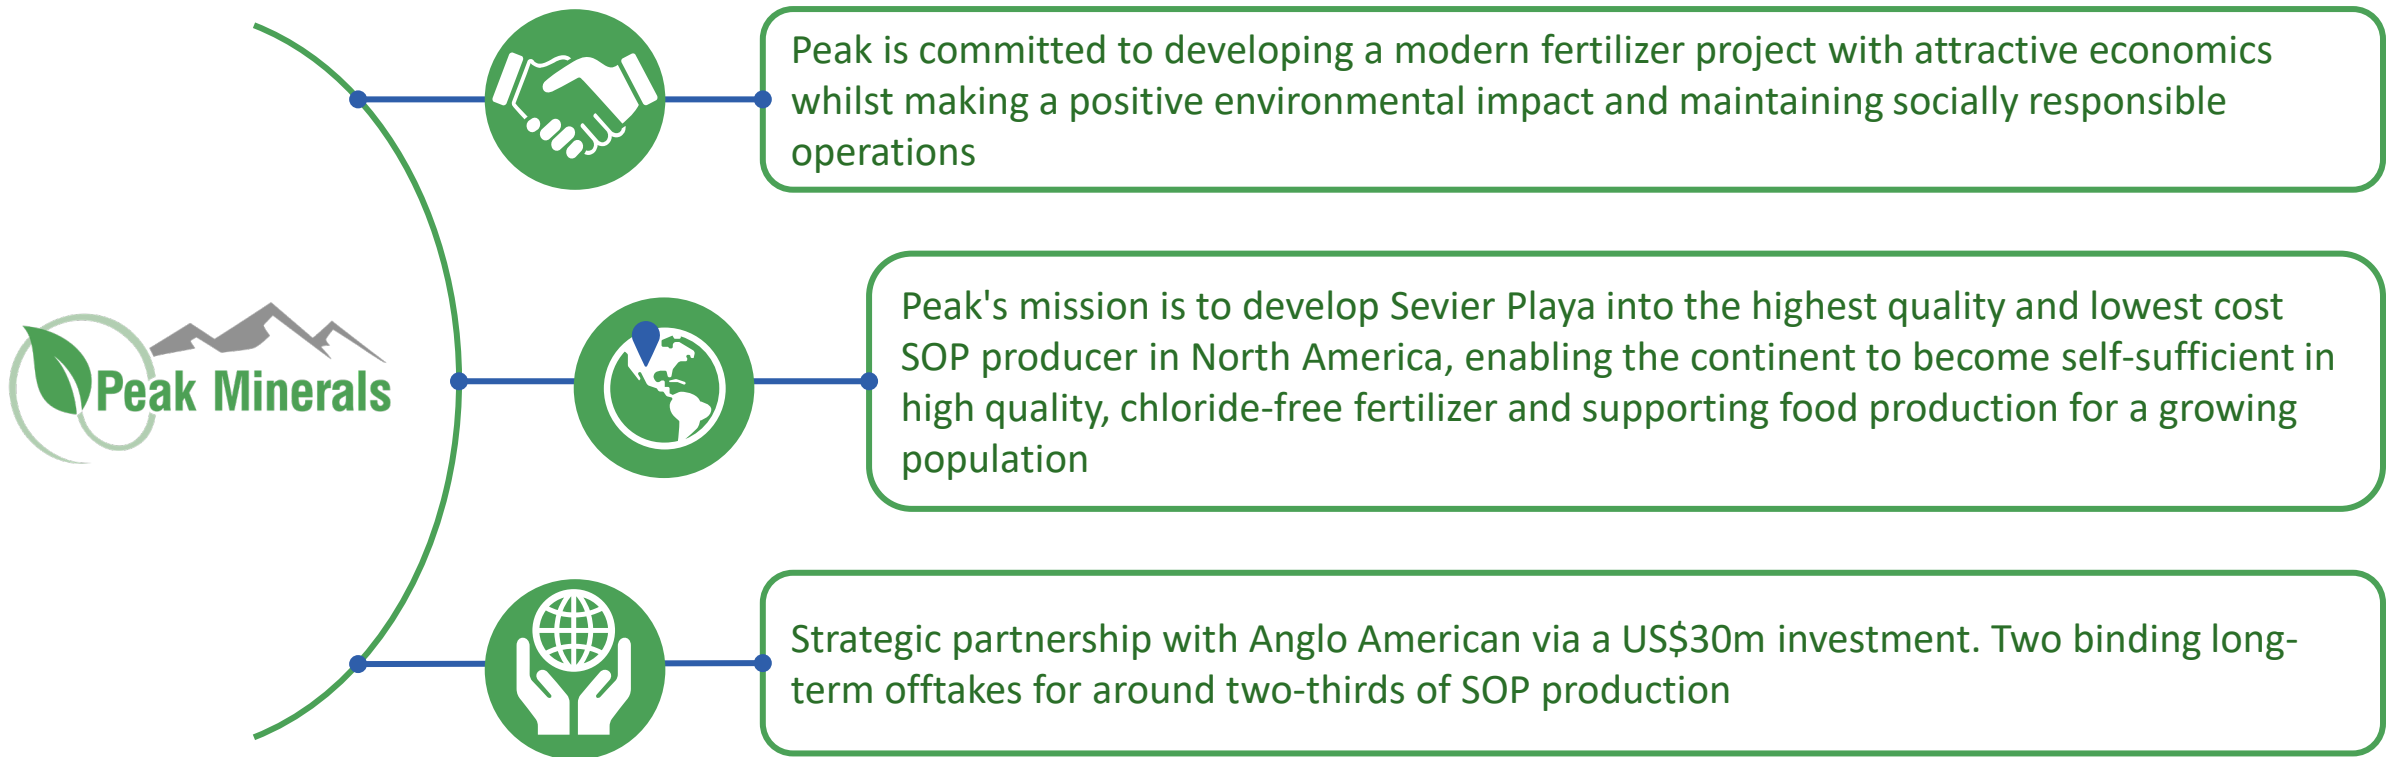 Peak is committed to developing a modern fertilizer project with attractive economics
whilst making a positive environmental impact and maintaining socially responsible
operations
Peak Minerals
Peak's mission is to develop Sevier Playa into the highest quality and lowest cost
SOP producer in North America, enabling the continent to become self-sufficient in
high quality, chloride-free fertilizer and supporting food production for a growing
population
Strategic partnership with Anglo American via a US$30m investment. Two binding long-
term offtakes for around two-thirds of SOP production